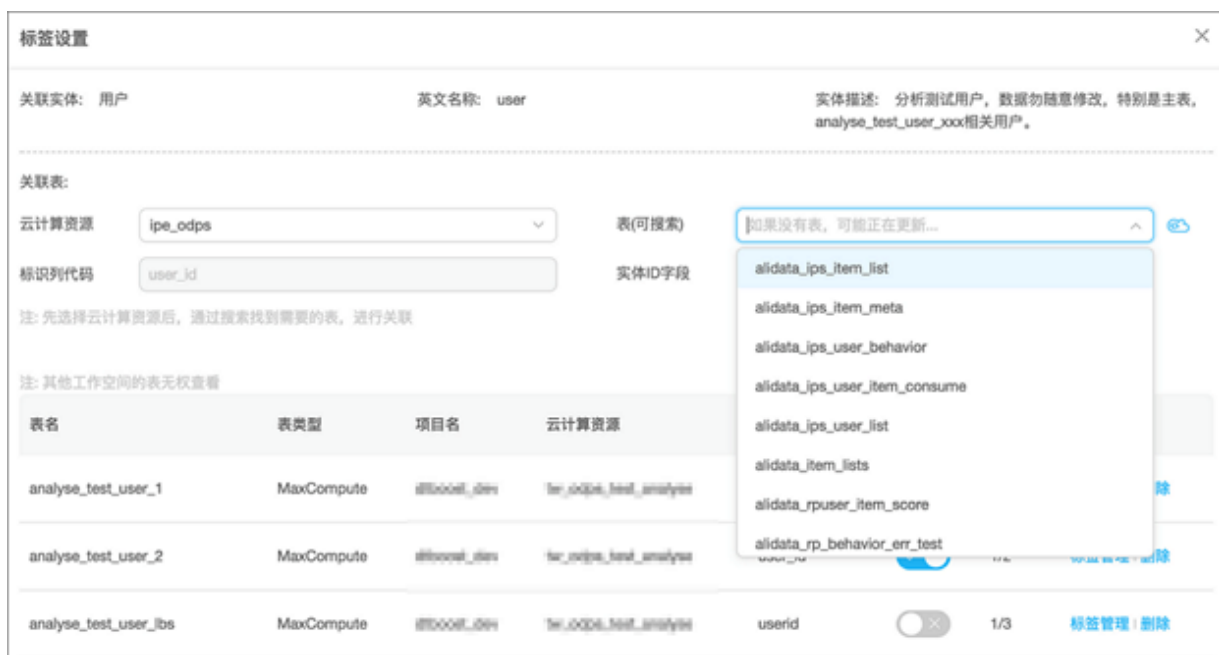 标签设置
关联实体: 用户 英文名称: user 实体描述: 分析测试用户，数据勿随意修改，特别是主表，
analyse_test_user_xxx相关用户。
关联表:
云计算资源 ipe_odps 表(可搜索) 如果没有表，可能正在更新...
标识列代码 user_id 实体ID字段
alidata_ips_item_list
alidata_ips_item_meta
alidata_ips_user_behavior
alidata_ips_user_item_consume
alidata_ips_user_list
alidata_item_lists
alidata_rpuser_item_score
alidata_rp_behavior_err_test
注: 先选择云计算资源后，通过搜索找到需要的表，进行关联
注: 其他工作空间的表无权查看
表名 表类型 项目名 云计算资源
analyse_test_user_1 MaxCompute 除
analyse_test_user_2 MaxCompute user_id 1/2 标签管理 删除
analyse_test_user_lbs MaxCompute userid 1/3 标签管理 删除